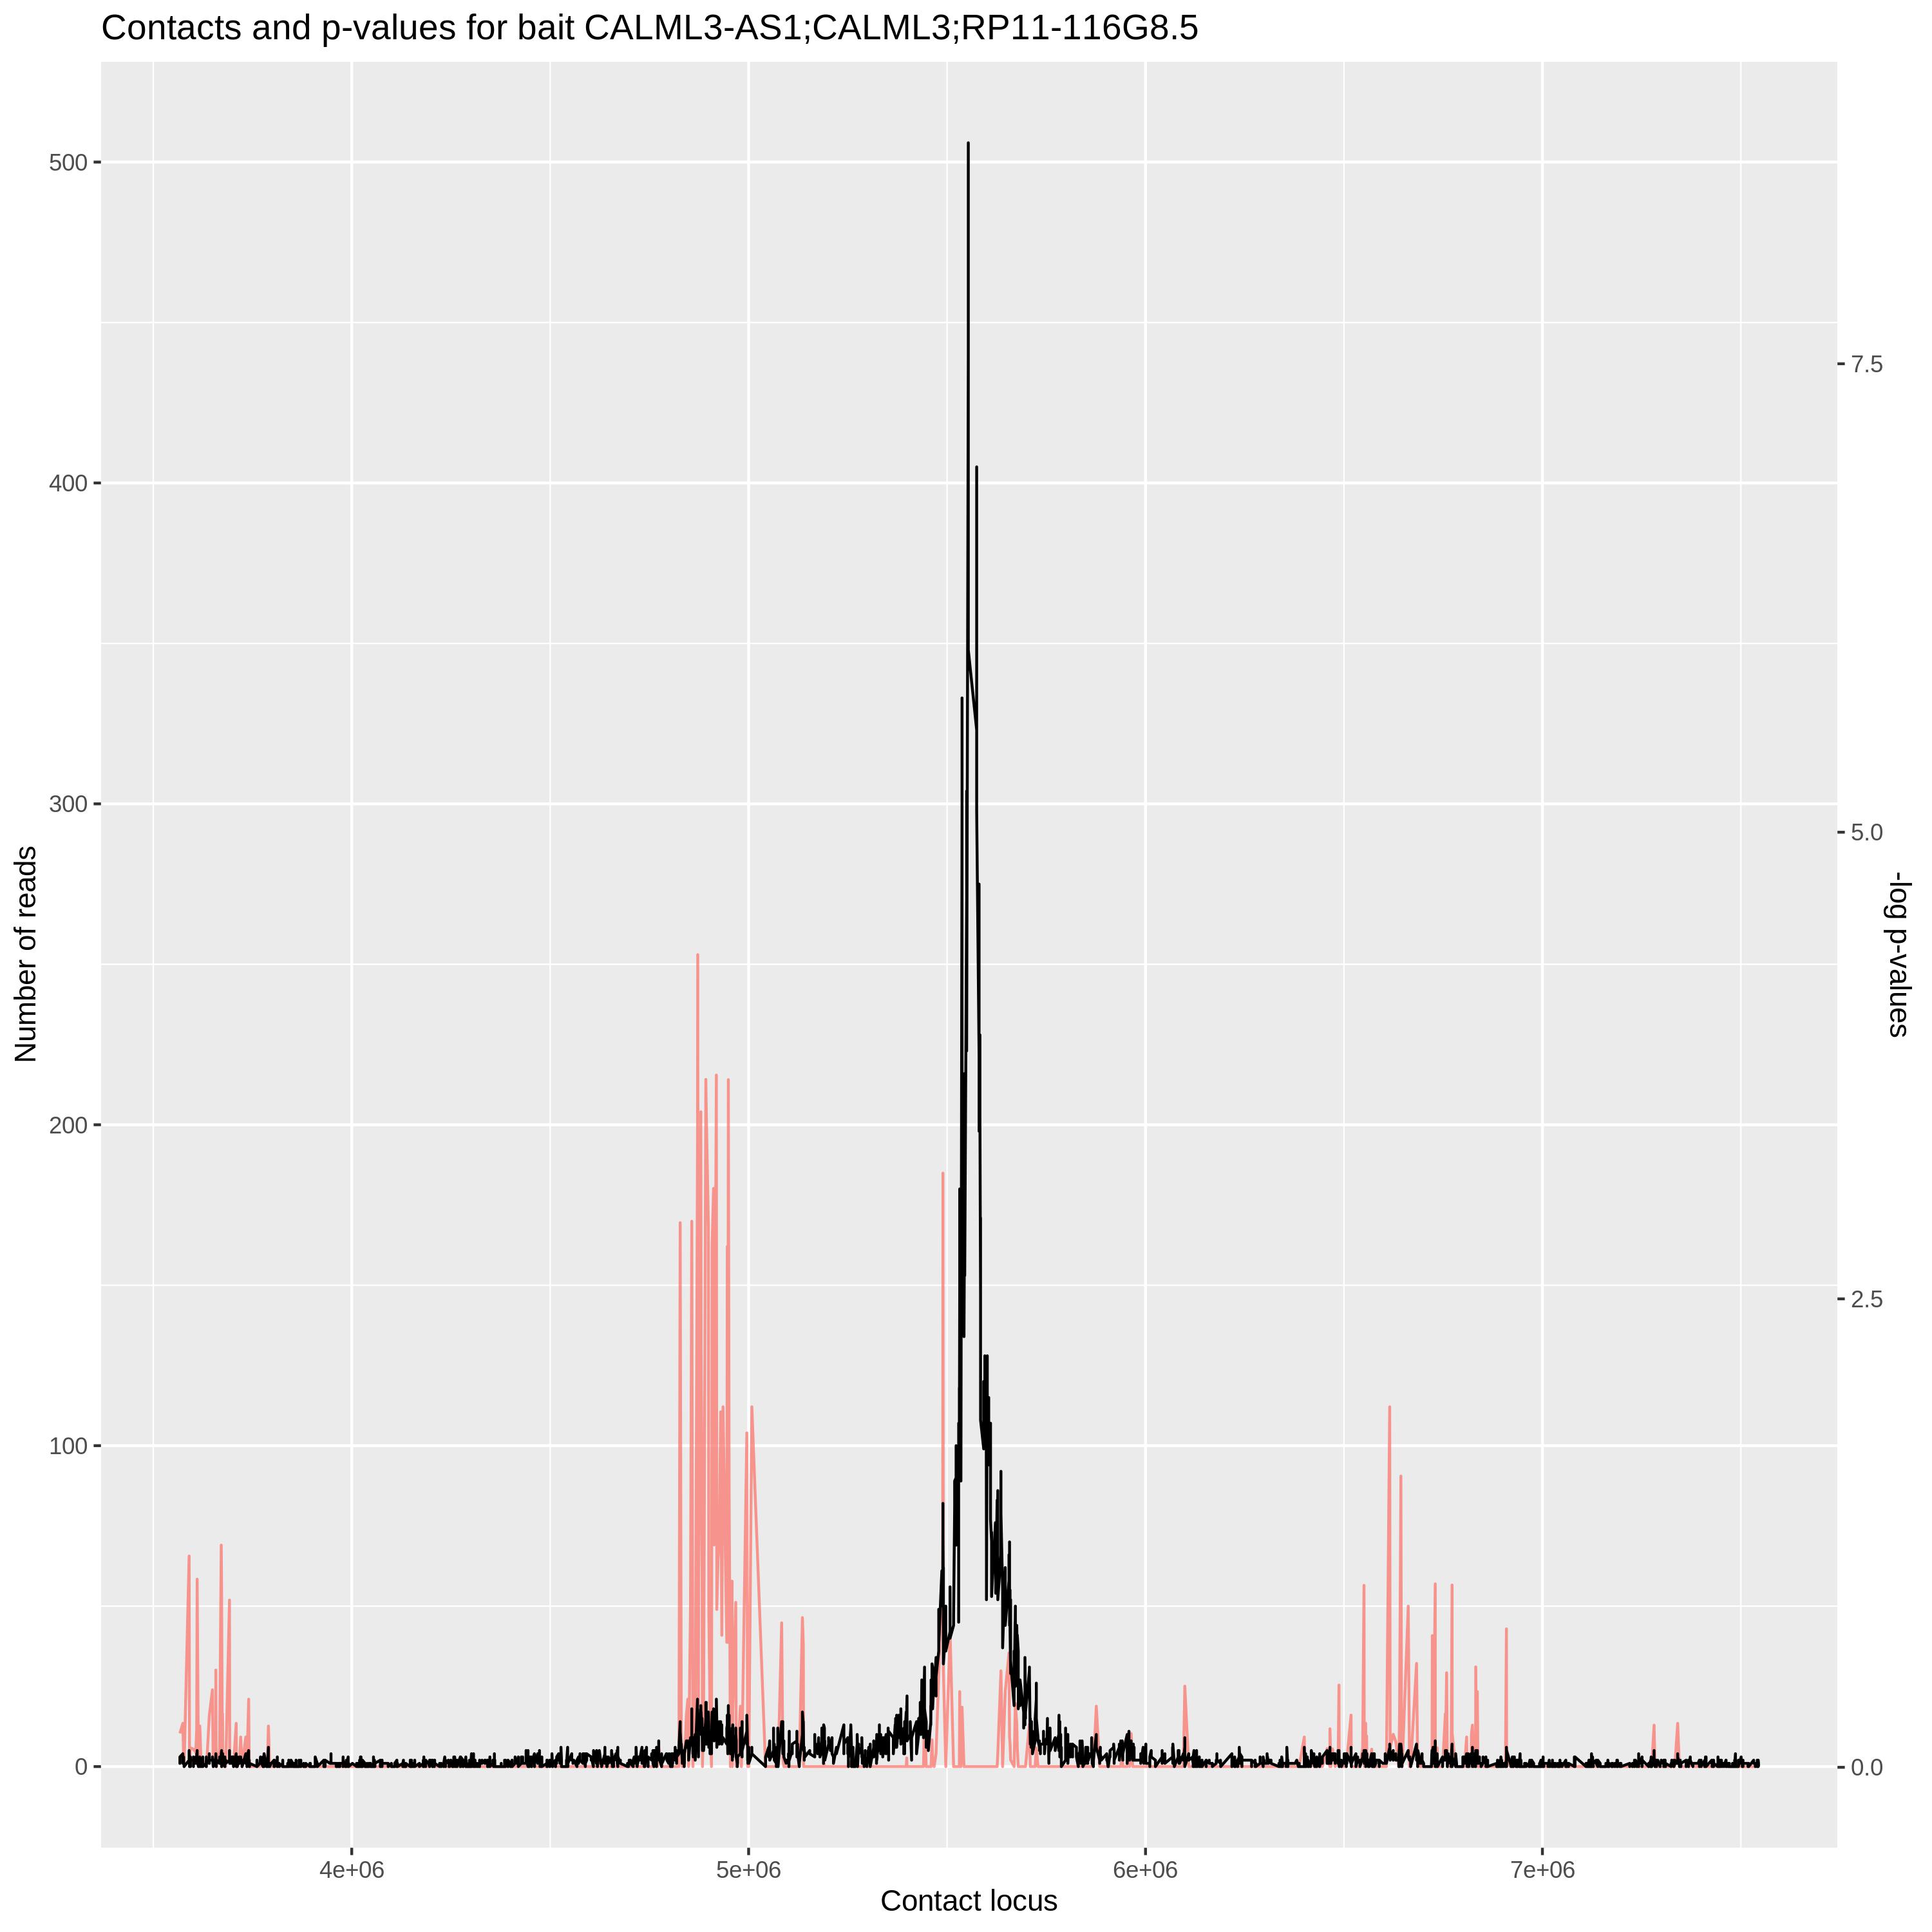 Contacts and p-values for bait CALML3-AS1;CALML3;RP11-116G8.5
500
400
300
200
100
0
Number of reads
7.5
5.0
2.5
0.0
-log p-values
4e+06
5e+06
6e+06
7e+06
Contact locus